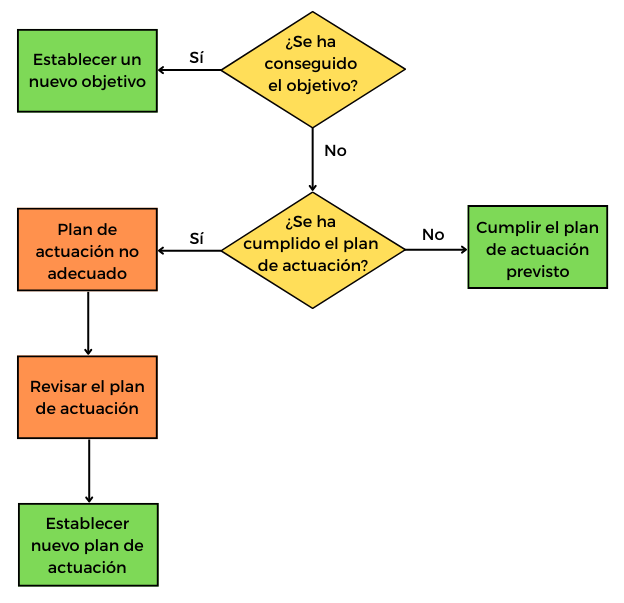 ¿Se ha
conseguido
el objetivo?
Sí
Establecer un
nuevo objetivo
No
¿Se ha
cumplido el plan
de actuación?
Sí
No
Plan de
actuación no
adecuado
Cumplir el plan
de actuación
previsto
Revisar el plan
de actuación
Establecer
nuevo plan de
actuación